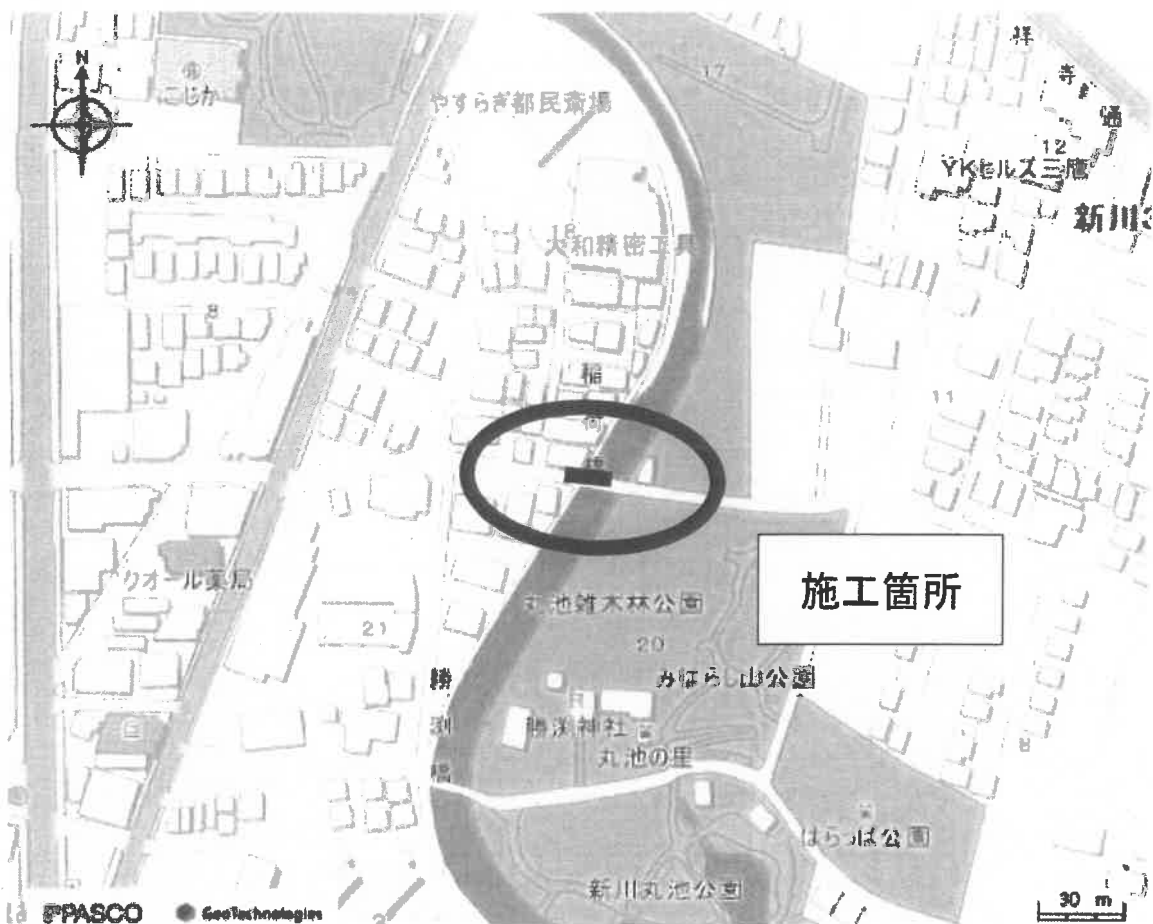 N
こじか
17
祥
寺
通
やすらぎ都民斎場
12
YKヒルズ三鷹
新川3
18
大和精密工具
8
稲
荷
11
施工箇所
クオール薬局
丸池雑木林公園
21
20
みはらし山公園
勝
渕
橋
勝渕神社
丸池の里
8
はらっぱ公園
新川丸池公園
PASCO
GeoTechnologies
30 m